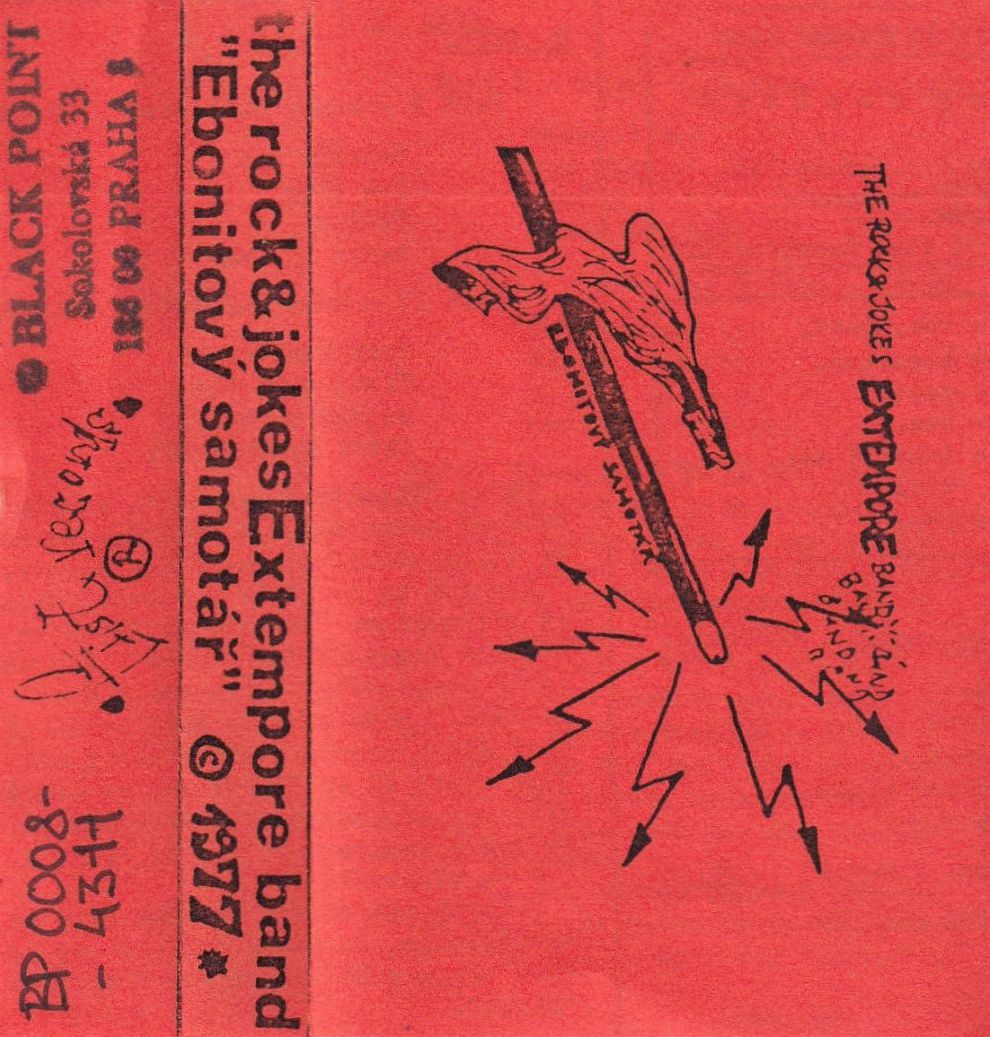 ● BLACK POINT
Sokolovská 33
186 00 PRAHA 8
BP 0008-
- 4311
the rock&jokes Extempore band
"Ebonitový samotář" © 1977 *
THE ROCK & JOKES EXTEMPORE BAND
EBONITOVÝ SAMOTÁŘ